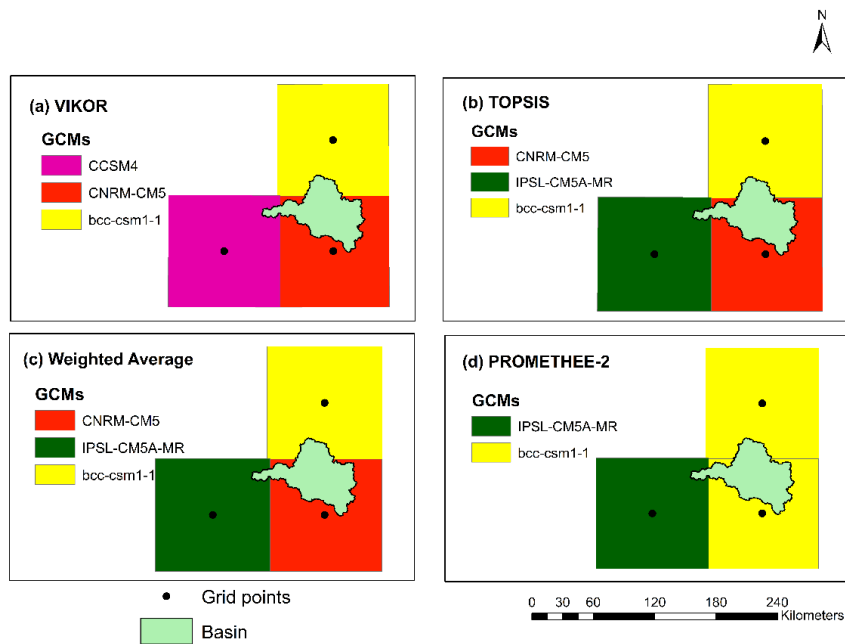 N
(a) VIKOR
GCMs
CCSM4
CNRM-CM5
bcc-csm1-1
(b) TOPSIS
GCMs
CNRM-CM5
IPSL-CM5A-MR
bcc-csm1-1
(c) Weighted Average
GCMs
CNRM-CM5
IPSL-CM5A-MR
bcc-csm1-1
(d) PROMETHEE-2
GCMs
IPSL-CM5A-MR
bcc-csm1-1
Grid points
Basin
0 15 30 60 120 180 240
Kilometers